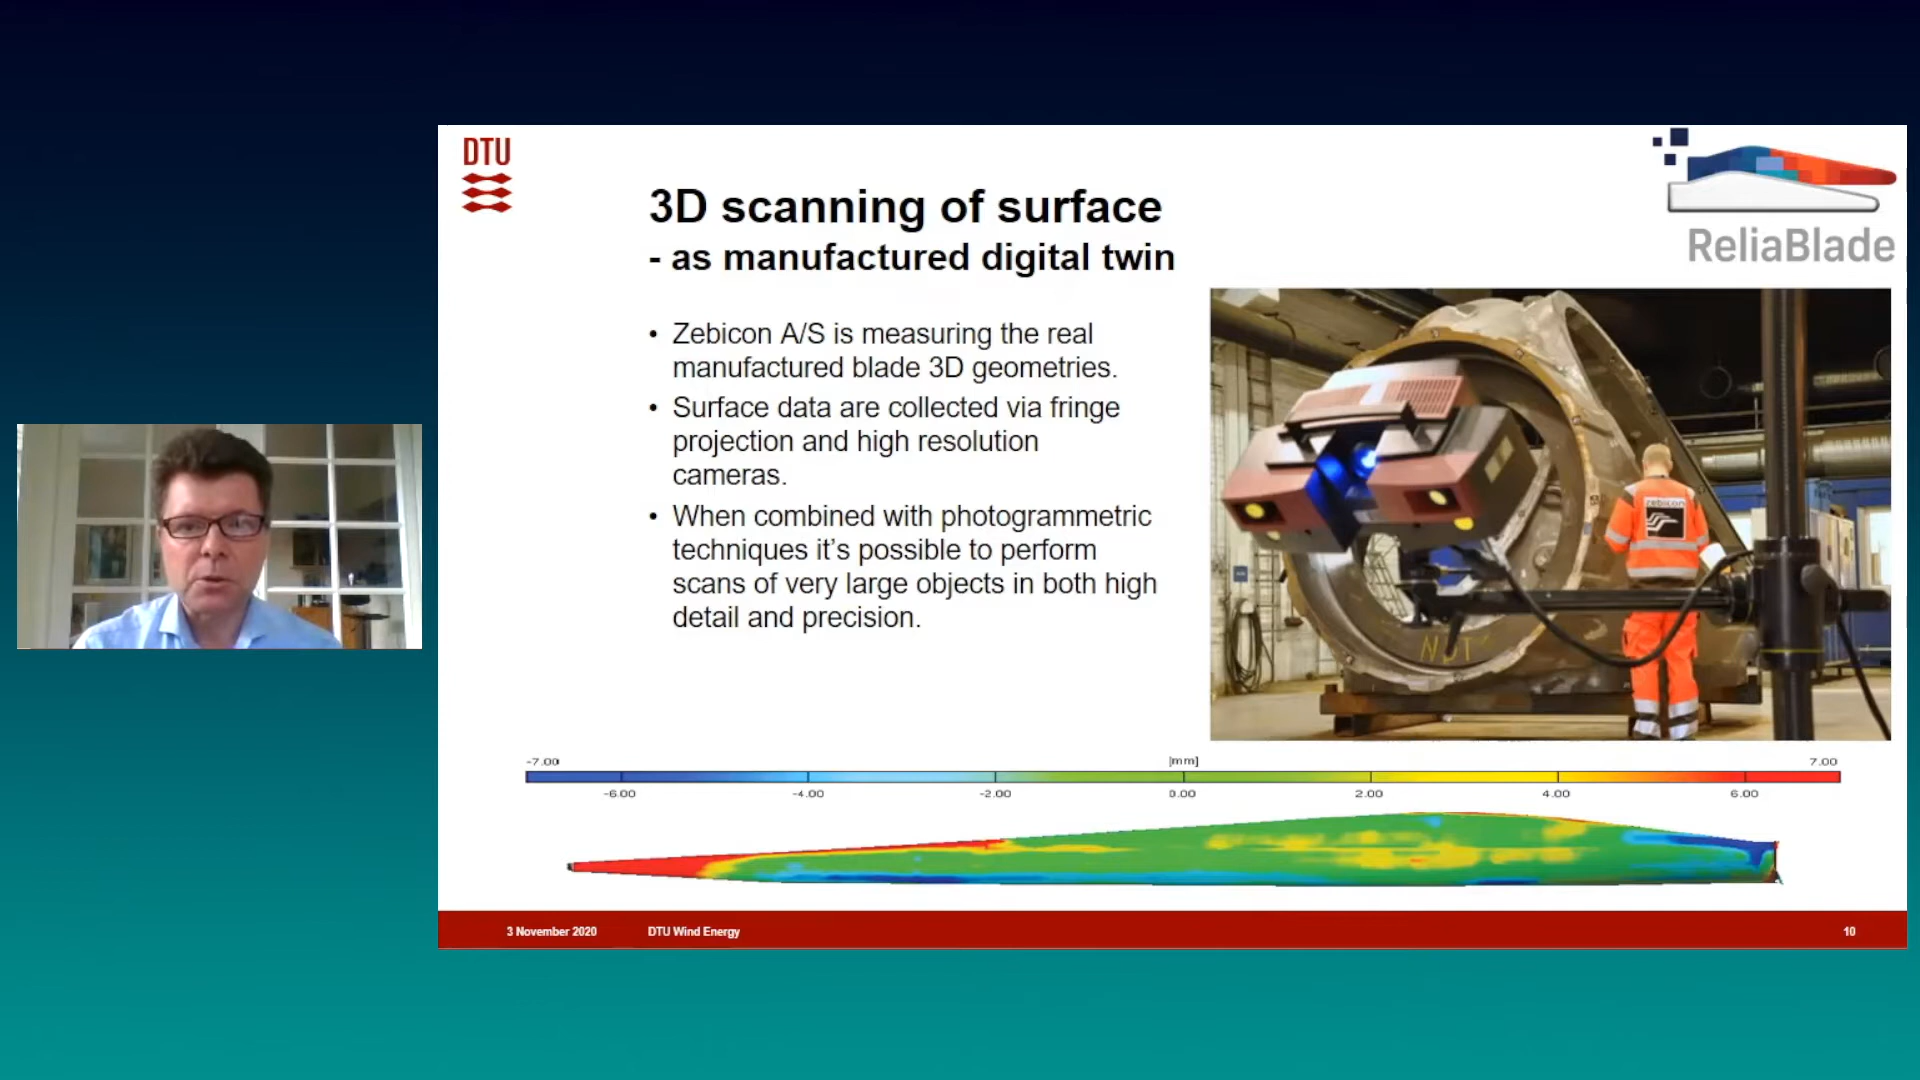 DTU
ReliaBlade
3D scanning of surface
- as manufactured digital twin
• Zebicon A/S is measuring the real
manufactured blade 3D geometries.
• Surface data are collected via fringe
projection and high resolution
cameras.
• When combined with photogrammetric
techniques it’s possible to perform
scans of very large objects in both high
detail and precision.
zebicon
NDT
-7.00 [mm] 7.00
-6.00 -4.00 -2.00 0.00 2.00 4.00 6.00
3 November 2020 DTU Wind Energy 10